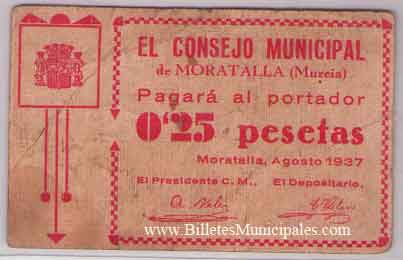 EL CONSEJO MUNICIPAL
de MORATALLA (Murcia)
Pagará al portador
0'25 pesetas
Moratalla, Agosto 1937
El Presidente C. M., El Depositario,
www.BilletesMunicipales.com